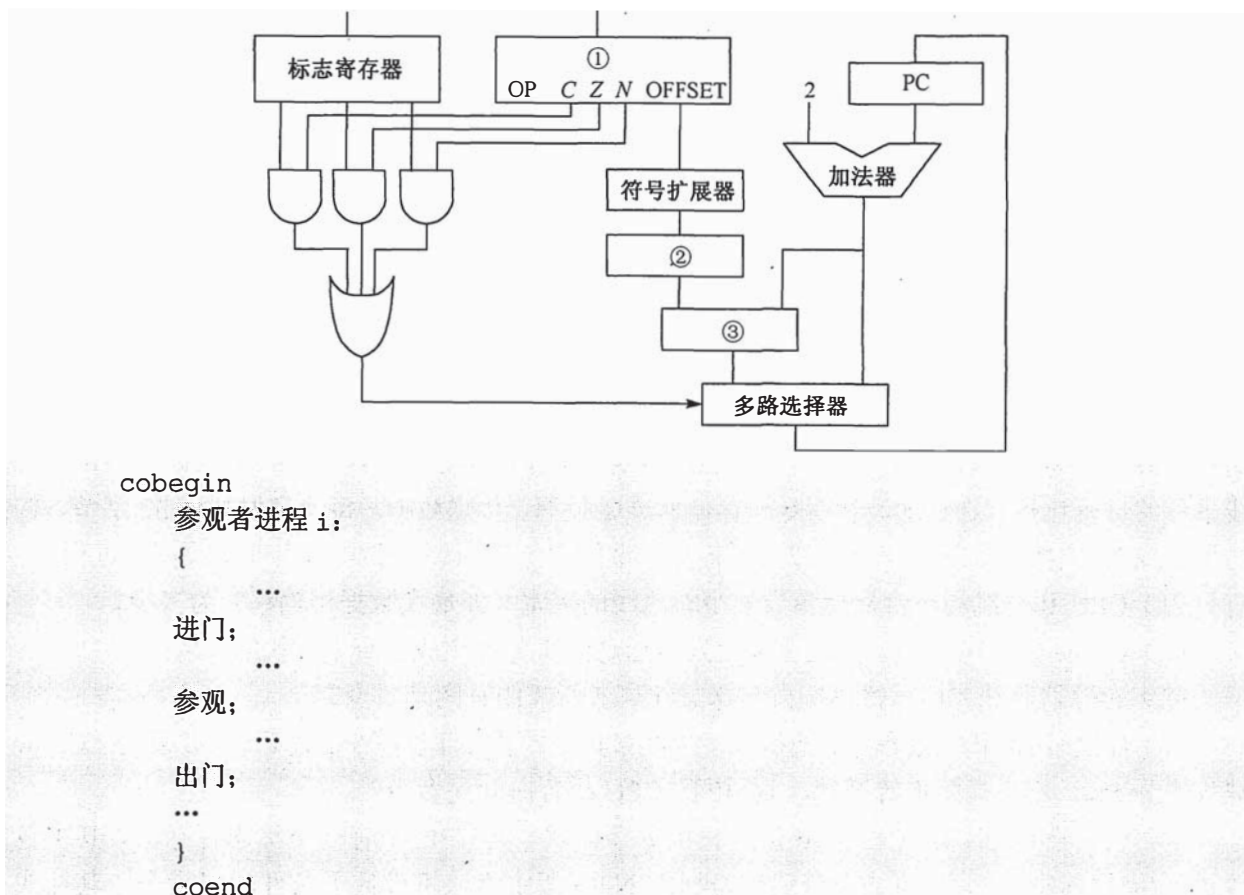 标志寄存器
①
OP C Z N OFFSET
2
PC
加法器
符号扩展器
②
③
多路选择器
cobegin
参观者进程 i:
{
…
进门;
…
参观;
…
出门;
…
}
coend